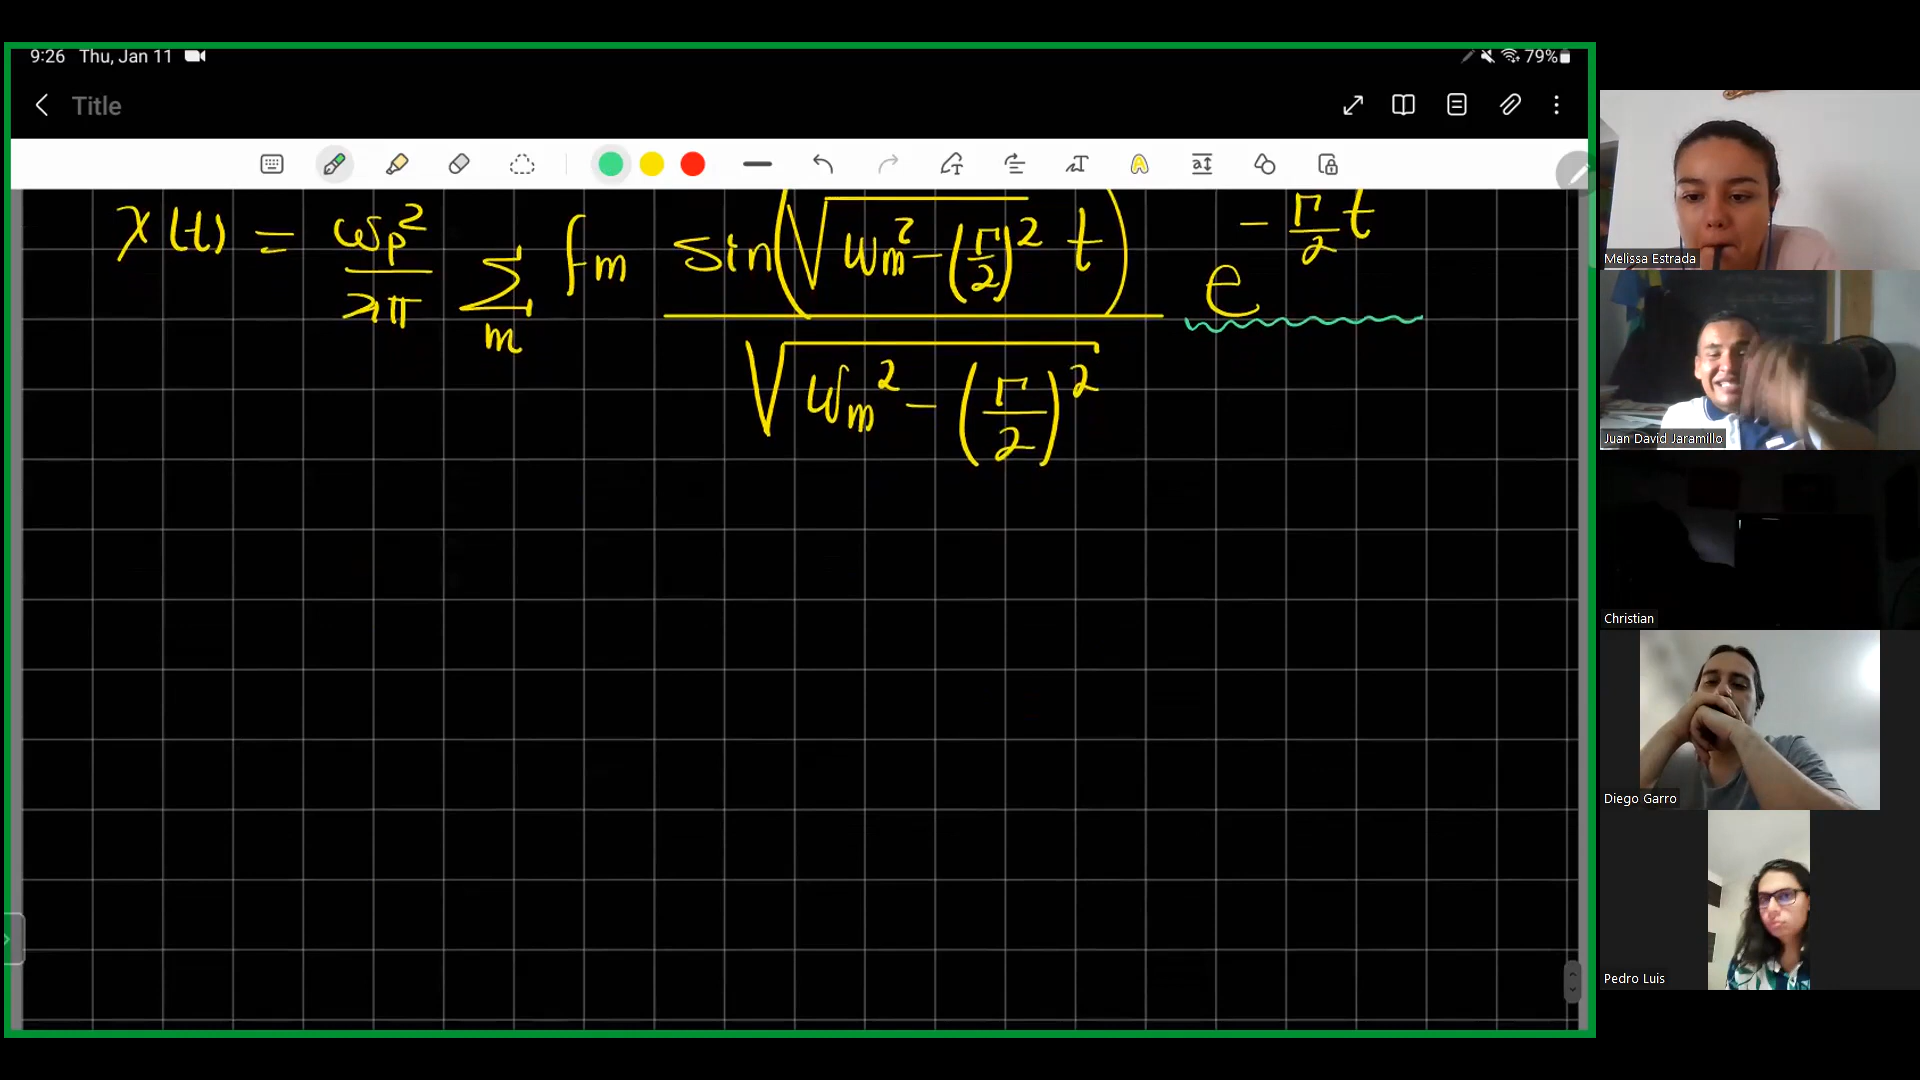 9:26 Thu, Jan 11 79%
Title
χ(t) = ωp²/2π Σm fm sin(√(ωm² − (Γ/2)²) t) / √(ωm² − (Γ/2)²) e^(−Γ/2 t)
Melissa Estrada
Juan David Jaramillo
Christian
Diego Garro
Pedro Luis